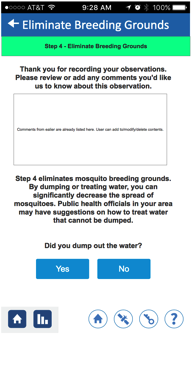 AT&T
9:28 AM
100%
Eliminate Breeding Grounds
Step 4 - Eliminate Breeding Grounds
Thank you for recording your observations.
Please review or add any comments you'd like
us to know about this observation.
Comments from ealier are already listed here. User can add to/modify/delete contents.
Step 4 eliminates mosquito breeding grounds.
By dumping or treating water, you can
significantly decrease the spread of
mosquitoes. Public health officials in your area
may have suggestions on how to treat water
that cannot be dumped.
Did you dump out the water?
Yes No
?